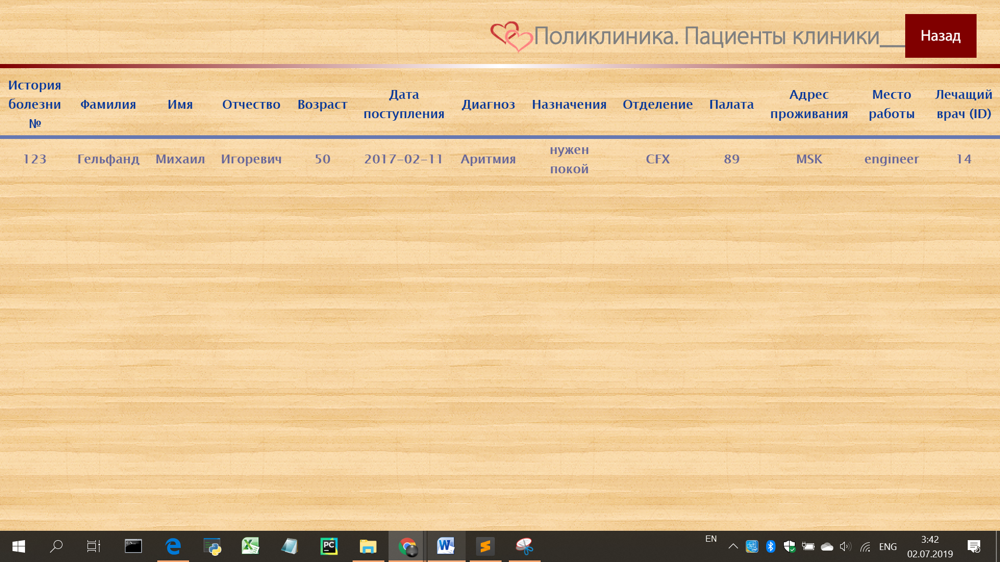 Поликлиника. Пациенты клиники__
Назад
История болезни №
Фамилия
Имя
Отчество
Возраст
Дата поступления
Диагноз
Назначения
Отделение
Палата
Адрес проживания
Место работы
Лечащий врач (ID)
123
Гельфанд
Михаил
Игоревич
50
2017-02-11
Аритмия
нужен покой
CFX
89
MSK
engineer
14
EN
ENG
3:42
02.07.2019